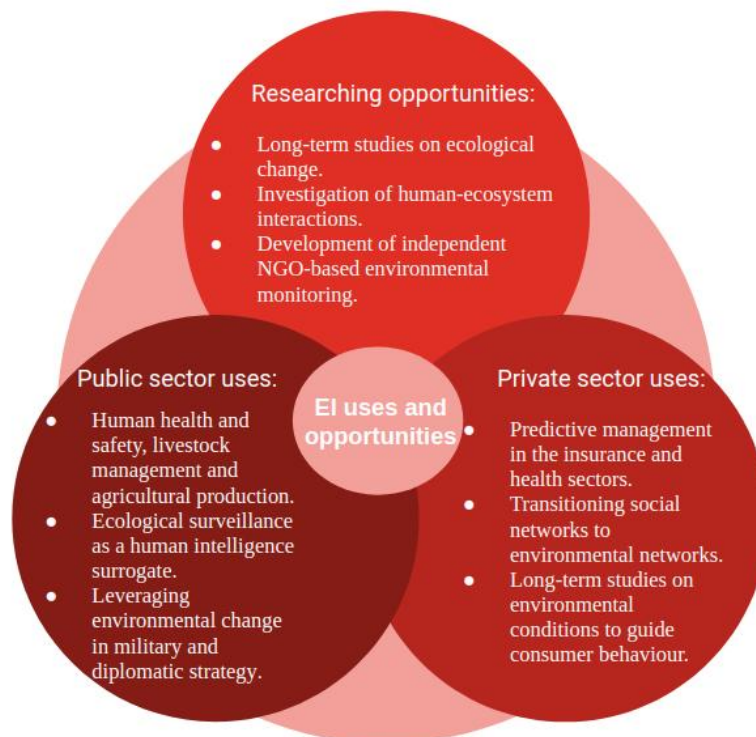 Researching opportunities:
● Long-term studies on ecological
change.
● Investigation of human-ecosystem
interactions.
● Development of independent
NGO-based environmental
monitoring.
Public sector uses:
● Human health and
safety, livestock
management and
agricultural production.
● Ecological surveillance
as a human intelligence
surrogate.
● Leveraging
environmental change
in military and
diplomatic strategy.
EI uses and
opportunities
Private sector uses:
● Predictive management
in the insurance and
health sectors.
● Transitioning social
networks to
environmental networks.
● Long-term studies on
environmental
conditions to guide
consumer behaviour.